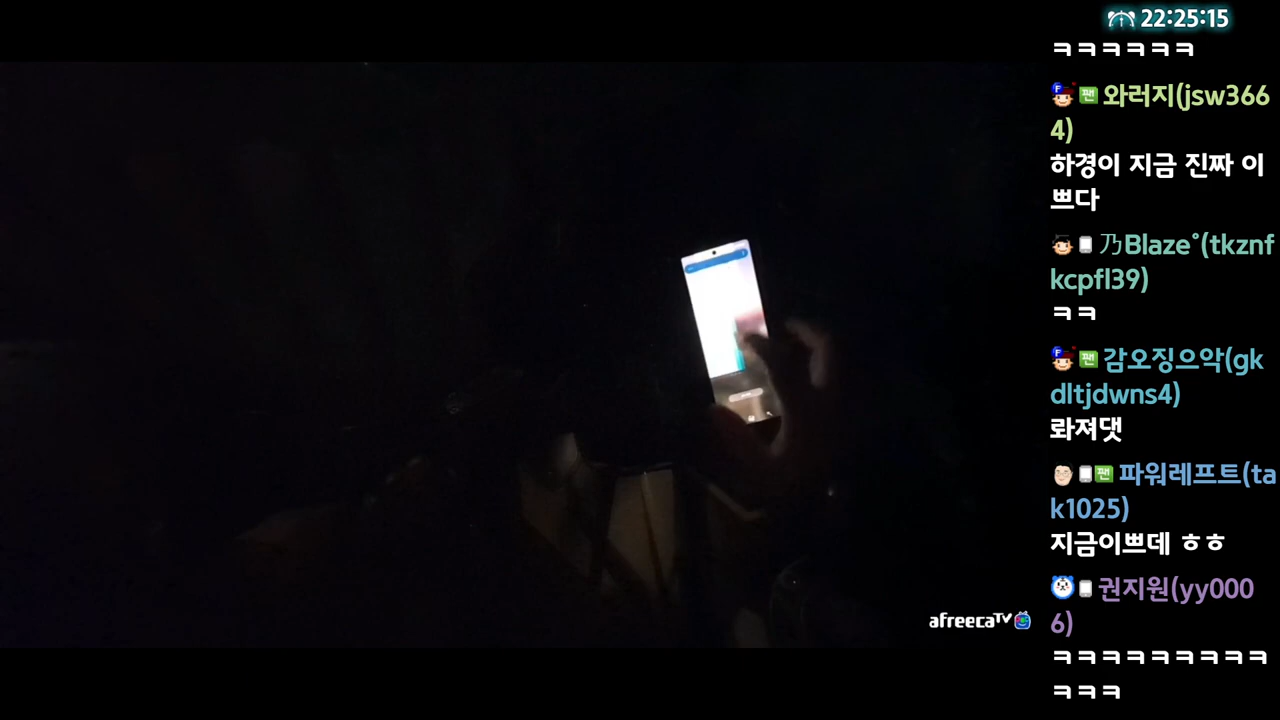 22:25:15
ㅋㅋㅋㅋㅋㅋ
F 팬 와러지(jsw366
4)
하경이 지금 진짜 이
쁘다
乃Blaze˚(tkznf
kcpfl39)
ㅋㅋ
F 팬 감오징으악(gk
dltjdwns4)
롸져댓
팬 파워레프트(ta
k1025)
지금이쁘데 ㅎㅎ
권지원(yy000
6)
afreecaTV
ㅋㅋㅋㅋㅋㅋㅋㅋㅋ
ㅋㅋㅋ